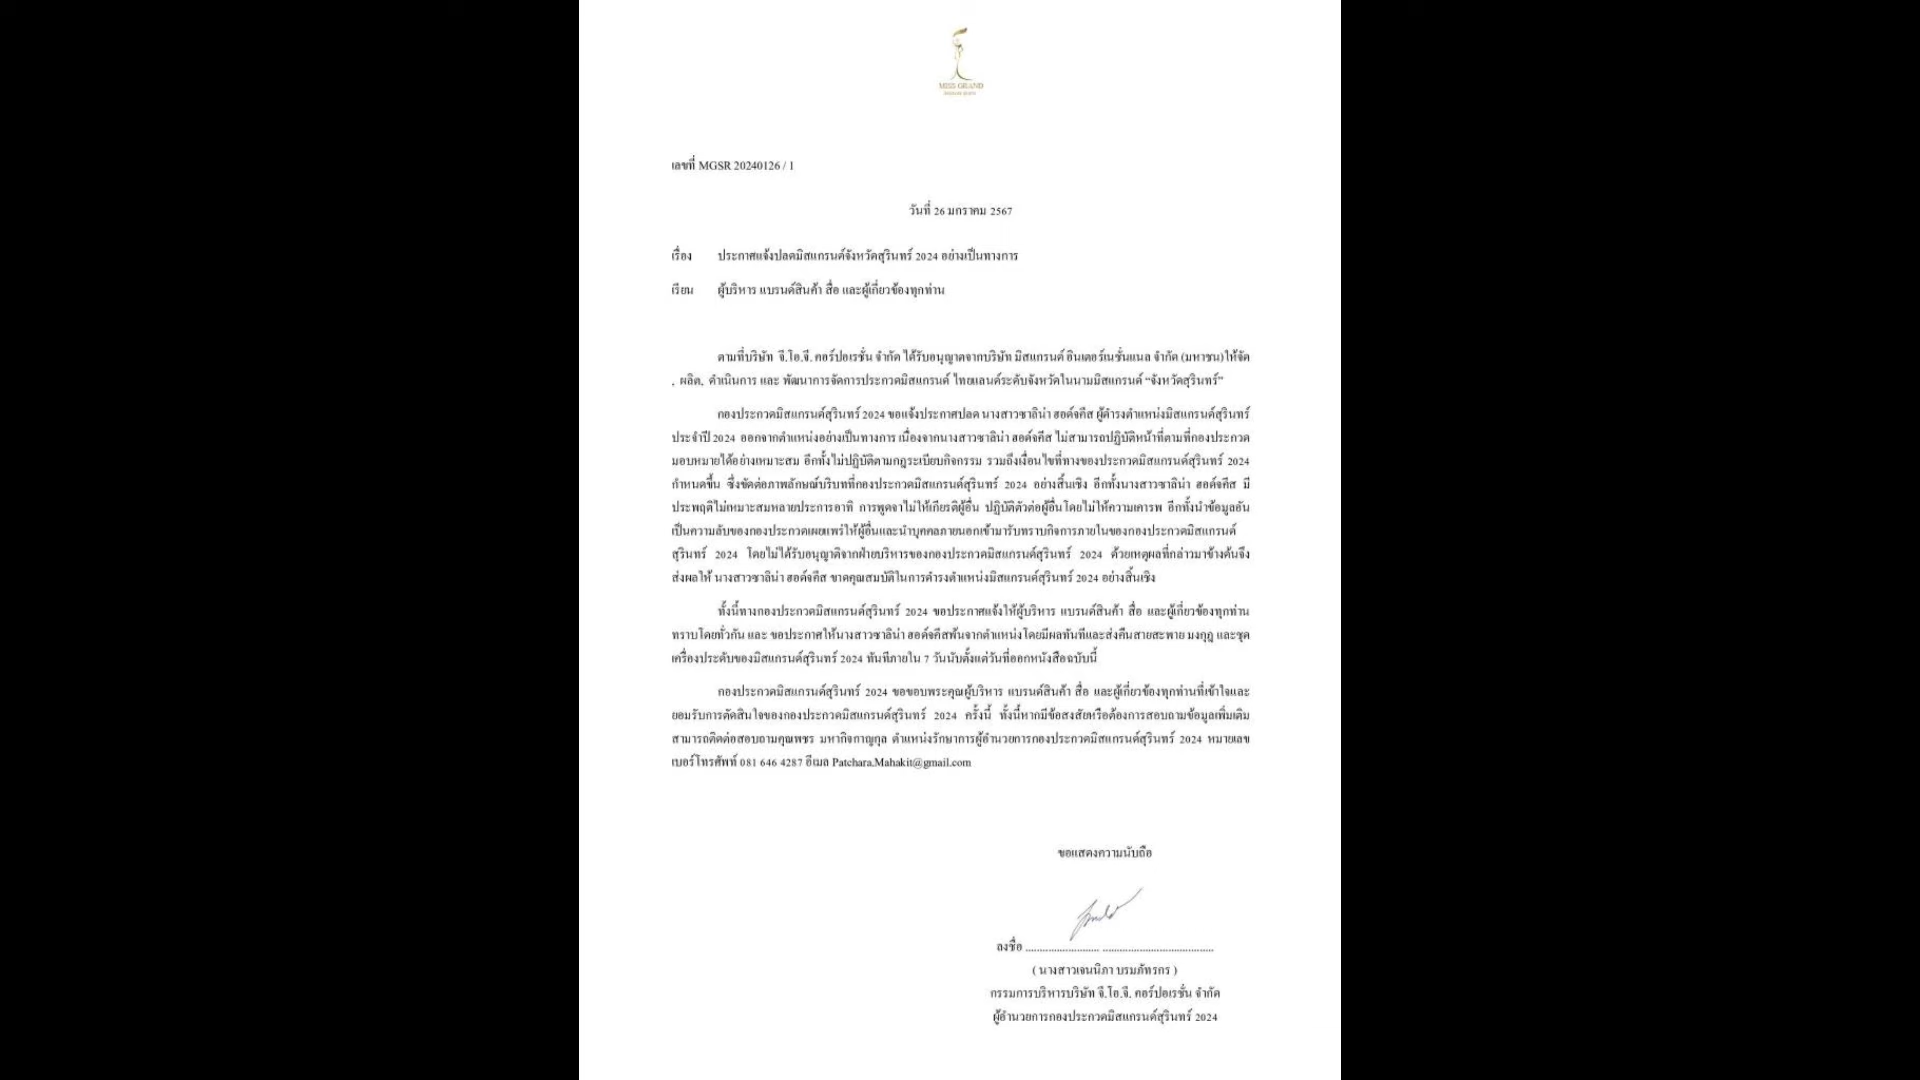 MISS GRAND
เลขที่ MGSR 20240126 / 1
วันที่ 26 มกราคม 2567
เรื่อง ประกาศแจ้งปลดมิสแกรนด์จังหวัดสุรินทร์ 2024 อย่างเป็นทางการ
เรียน ผู้บริหาร แบรนด์สินค้า สื่อ และผู้เกี่ยวข้องทุกท่าน
ตามที่บริษัท จี.โอ.จี. คอร์ปอเรชั่น จำกัด ได้รับอนุญาตจากบริษัท มิสแกรนด์ อินเตอร์เนชั่นแนล จำกัด (มหาชน)ให้จัด
, ผลิต, ดำเนินการ และ พัฒนาการจัดการประกวดมิสแกรนด์ ไทยแลนด์ระดับจังหวัดในนามมิสแกรนด์ “จังหวัดสุรินทร์”
กองประกวดมิสแกรนด์สุรินทร์ 2024 ขอแจ้งประกาศปลด นางสาวซาลิน่า ฮอด์จคึส ผู้ดำรงตำแหน่งมิสแกรนด์สุรินทร์
ประจำปี 2024 ออกจากตำแหน่งอย่างเป็นทางการ เนื่องจากนางสาวซาลิน่า ฮอด์จคึส ไม่สามารถปฏิบัติหน้าที่ตามที่กองประกวด
มอบหมายได้อย่างเหมาะสม อีกทั้งไม่ปฏิบัติตามกฎระเบียบกิจกรรม รวมถึงเงื่อนไขที่ทางของประกวดมิสแกรนด์สุรินทร์ 2024
กำหนดขึ้น ซึ่งขัดต่อภาพลักษณ์บริบทที่กองประกวดมิสแกรนด์สุรินทร์ 2024 อย่างสิ้นเชิง อีกทั้งนางสาวซาลิน่า ฮอด์จคึส มี
ประพฤติไม่เหมาะสมหลายประการอาทิ การพูดจาไม่ให้เกียรติผู้อื่น ปฏิบัติตัวต่อผู้อื่นโดยไม่ให้ความเคารพ อีกทั้งนำข้อมูลอัน
เป็นความลับของกองประกวดเผยแพร่ให้ผู้อื่นและนำบุคคลภายนอกเข้ามารับทราบกิจการภายในของกองประกวดมิสแกรนด์
สุรินทร์ 2024 โดยไม่ได้รับอนุญาติจากฝ่ายบริหารของกองประกวดมิสแกรนด์สุรินทร์ 2024 ด้วยเหตุผลที่กล่าวมาข้างต้นจึง
ส่งผลให้ นางสาวซาลิน่า ฮอด์จคึส ขาดคุณสมบัติในการดำรงตำแหน่งมิสแกรนด์สุรินทร์ 2024 อย่างสิ้นเชิง
ทั้งนี้ทางกองประกวดมิสแกรนด์สุรินทร์ 2024 ขอประกาศแจ้งให้ผู้บริหาร แบรนด์สินค้า สื่อ และผู้เกี่ยวข้องทุกท่าน
ทราบโดยทั่วกัน และ ขอประกาศให้นางสาวซาลิน่า ฮอด์จคึสพ้นจากตำแหน่งโดยมีผลทันทีและส่งคืนสายสะพาย มงกุฎ และชุด
เครื่องประดับของมิสแกรนด์สุรินทร์ 2024 ทันทีภายใน 7 วันนับตั้งแต่วันที่ออกหนังสือฉบับนี้
กองประกวดมิสแกรนด์สุรินทร์ 2024 ขอขอบพระคุณผู้บริหาร แบรนด์สินค้า สื่อ และผู้เกี่ยวข้องทุกท่านที่เข้าใจและ
ยอมรับการตัดสินใจของกองประกวดมิสแกรนด์สุรินทร์ 2024 ครั้งนี้ ทั้งนี้หากมีข้อสงสัยหรือต้องการสอบถามข้อมูลเพิ่มเติม
สามารถติดต่อสอบถามคุณพชร มหากิจกาญกุล ตำแหน่งรักษาการผู้อำนวยการกองประกวดมิสแกรนด์สุรินทร์ 2024 หมายเลข
เบอร์โทรศัพท์ 081 646 4287 อีเมล Patchara.Mahakit@gmail.com
ขอแสดงความนับถือ
ลงชื่อ ........................... .........................................
( นางสาวเจนนิภา บรมภัทรกร )
กรรมการบริหารบริษัท จี.โอ.จี. คอร์ปอเรชั่น จำกัด
ผู้อำนวยการกองประกวดมิสแกรนด์สุรินทร์ 2024